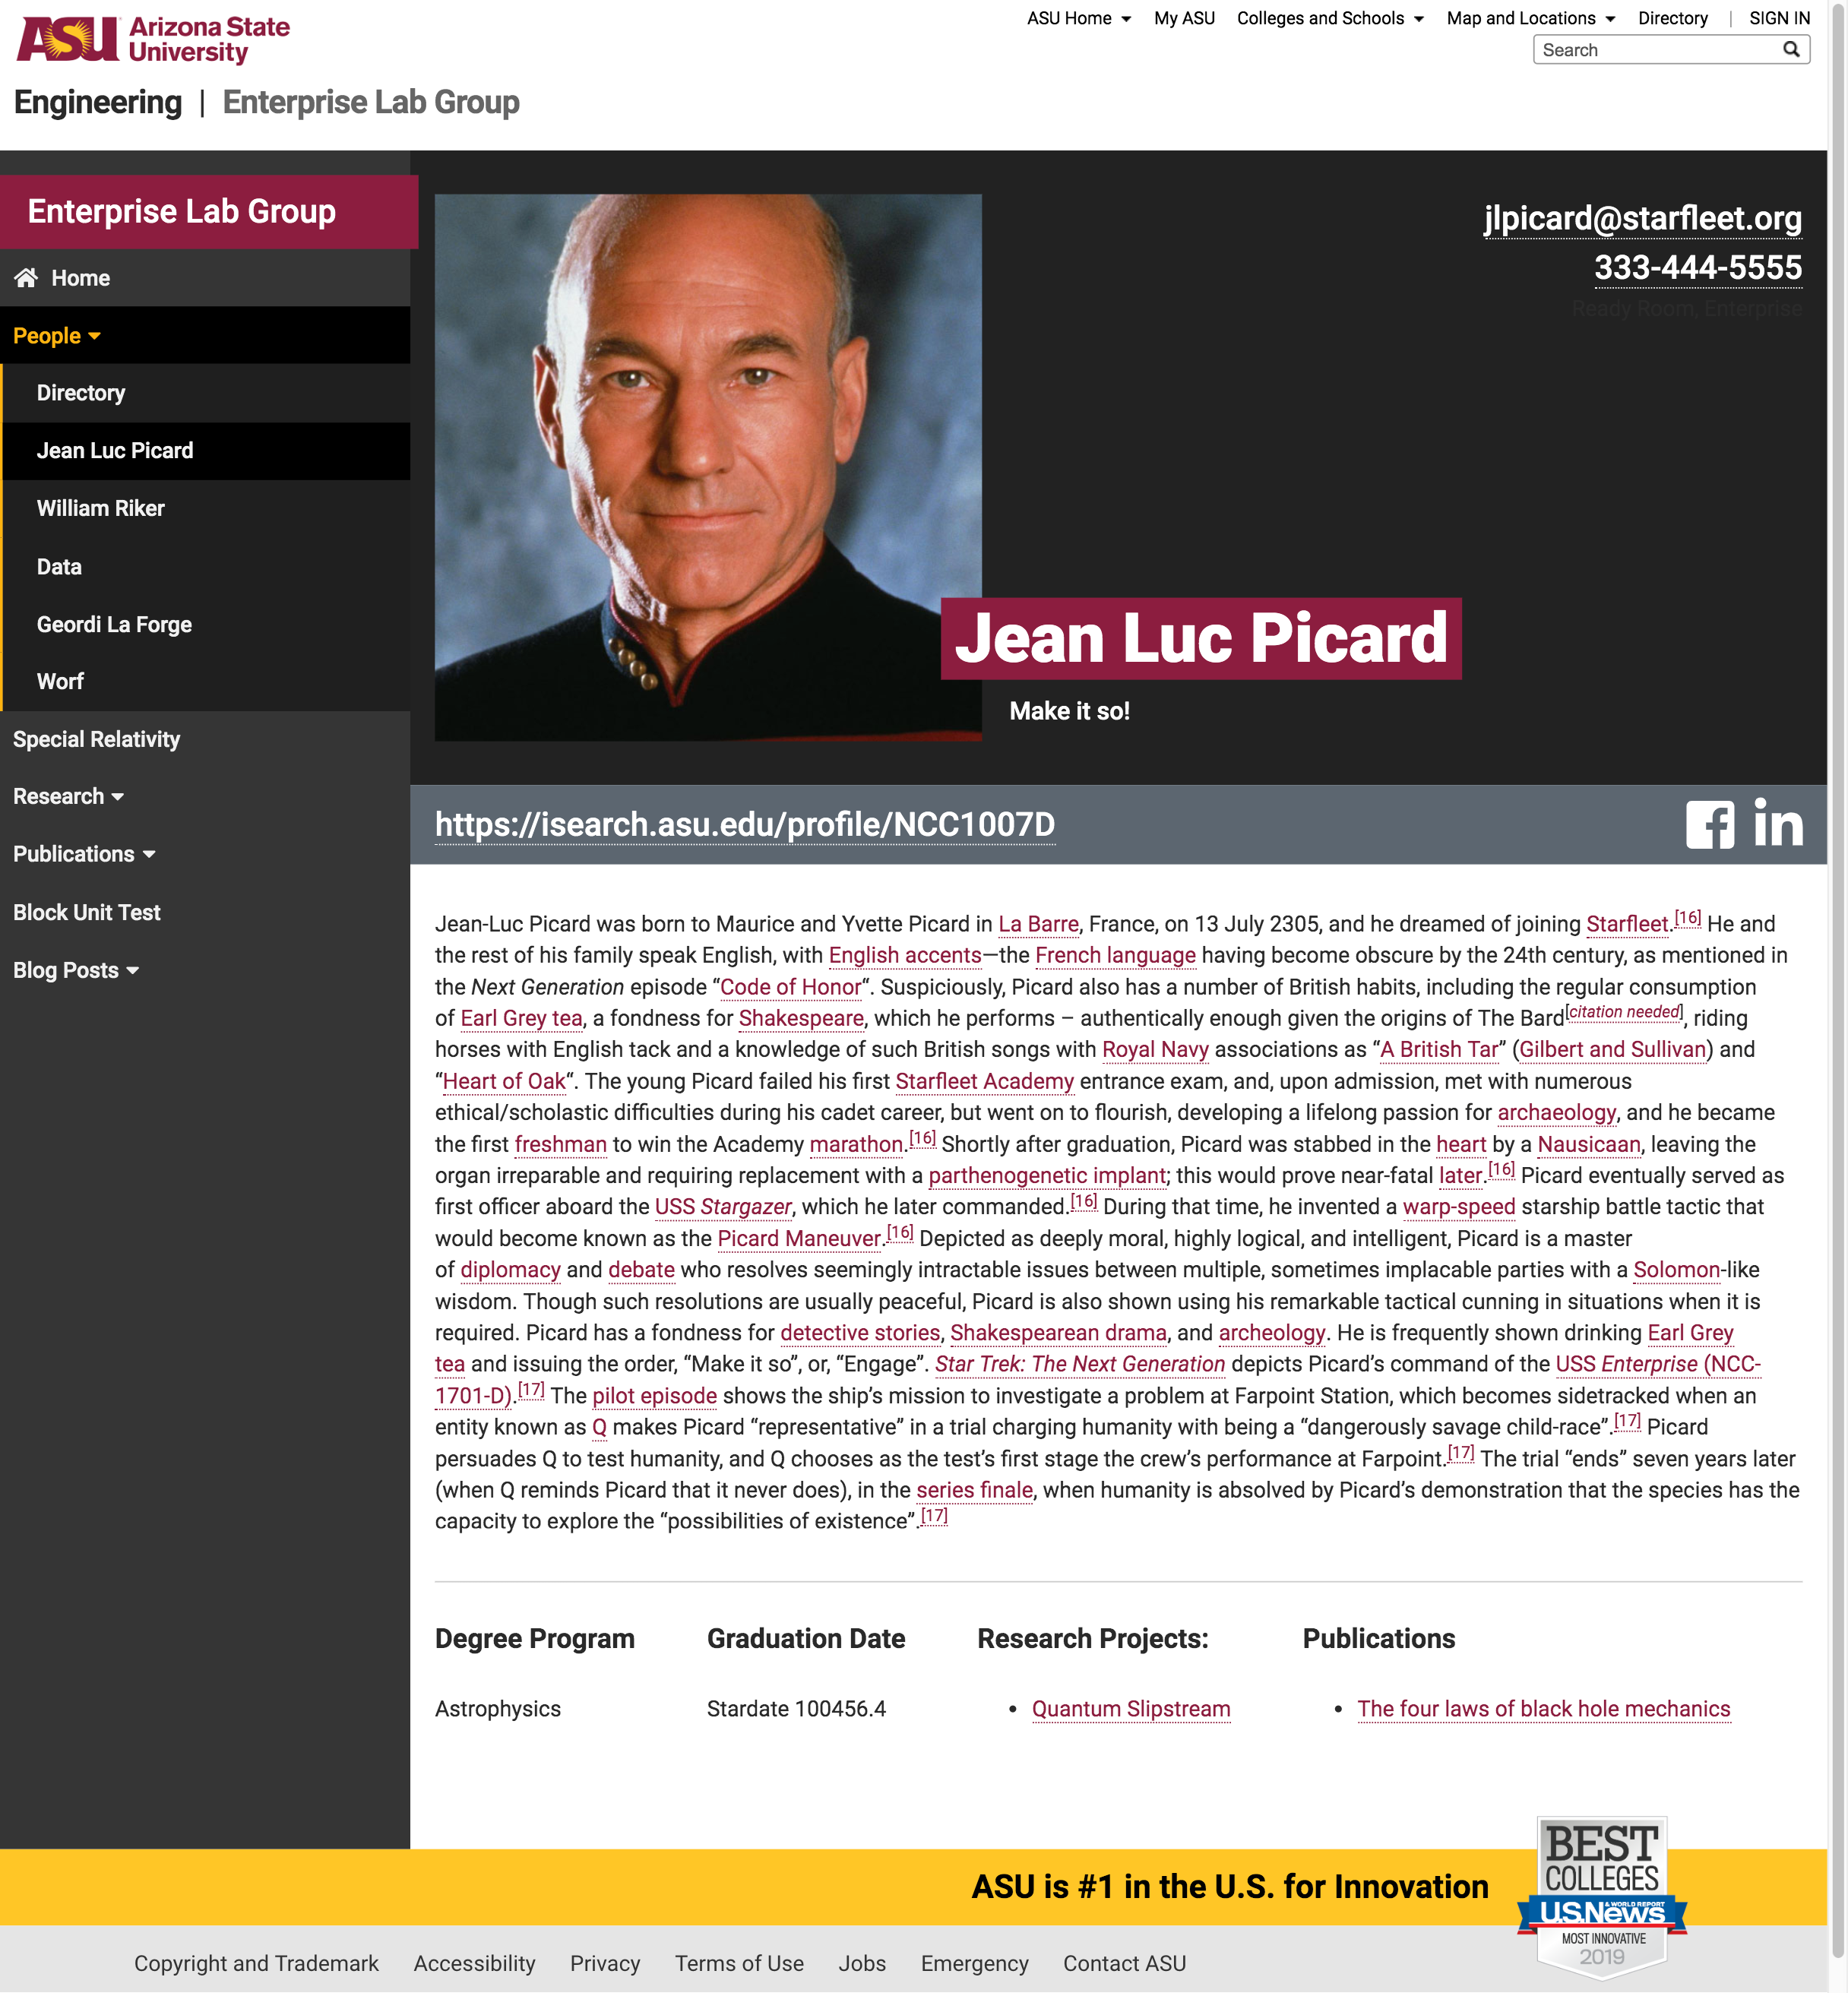 ASU Arizona State University
ASU Home My ASU Colleges and Schools Map and Locations Directory | SIGN IN
Search
Engineering | Enterprise Lab Group
Enterprise Lab Group
Home
People
Directory
Jean Luc Picard
William Riker
Data
Geordi La Forge
Worf
Special Relativity
Research
Publications
Block Unit Test
Blog Posts
jlpicard@starfleet.org
333-444-5555
Ready Room, Enterprise
Jean Luc Picard
Make it so!
https://isearch.asu.edu/profile/NCC1007D
in
Jean-Luc Picard was born to Maurice and Yvette Picard in La Barre, France, on 13 July 2305, and he dreamed of joining Starfleet.[16] He and
the rest of his family speak English, with English accents—the French language having become obscure by the 24th century, as mentioned in
the Next Generation episode “Code of Honor“. Suspiciously, Picard also has a number of British habits, including the regular consumption
of Earl Grey tea, a fondness for Shakespeare, which he performs – authentically enough given the origins of The Bard[citation needed], riding
horses with English tack and a knowledge of such British songs with Royal Navy associations as “A British Tar” (Gilbert and Sullivan) and
“Heart of Oak“. The young Picard failed his first Starfleet Academy entrance exam, and, upon admission, met with numerous
ethical/scholastic difficulties during his cadet career, but went on to flourish, developing a lifelong passion for archaeology, and he became
the first freshman to win the Academy marathon.[16] Shortly after graduation, Picard was stabbed in the heart by a Nausicaan, leaving the
organ irreparable and requiring replacement with a parthenogenetic implant; this would prove near-fatal later.[16] Picard eventually served as
first officer aboard the USS Stargazer, which he later commanded.[16] During that time, he invented a warp-speed starship battle tactic that
would become known as the Picard Maneuver.[16] Depicted as deeply moral, highly logical, and intelligent, Picard is a master
of diplomacy and debate who resolves seemingly intractable issues between multiple, sometimes implacable parties with a Solomon-like
wisdom. Though such resolutions are usually peaceful, Picard is also shown using his remarkable tactical cunning in situations when it is
required. Picard has a fondness for detective stories, Shakespearean drama, and archeology. He is frequently shown drinking Earl Grey
tea and issuing the order, “Make it so”, or, “Engage”. Star Trek: The Next Generation depicts Picard’s command of the USS Enterprise (NCC-
1701-D).[17] The pilot episode shows the ship’s mission to investigate a problem at Farpoint Station, which becomes sidetracked when an
entity known as Q makes Picard “representative” in a trial charging humanity with being a “dangerously savage child-race”.[17] Picard
persuades Q to test humanity, and Q chooses as the test’s first stage the crew’s performance at Farpoint.[17] The trial “ends” seven years later
(when Q reminds Picard that it never does), in the series finale, when humanity is absolved by Picard’s demonstration that the species has the
capacity to explore the “possibilities of existence”.[17]
Degree Program Graduation Date Research Projects: Publications
Astrophysics Stardate 100456.4 • Quantum Slipstream • The four laws of black hole mechanics
ASU is #1 in the U.S. for Innovation
BEST
COLLEGES
U.S.News
& WORLD REPORT
MOST INNOVATIVE
2019
Copyright and Trademark Accessibility Privacy Terms of Use Jobs Emergency Contact ASU